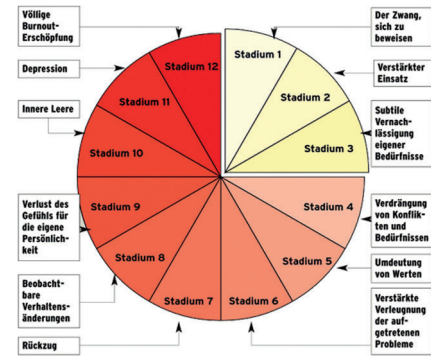 Völlige
Burnout-
Erschöpfung
Depression
Innere Leere
Verlust des
Gefühls für
die eigene
Persönlich-
keit
Beobacht-
bare
Verhaltens-
änderungen
Rückzug
Der Zwang,
sich zu
beweisen
Verstärkter
Einsatz
Subtile
Vernach-
lässigung
eigener
Bedürfnisse
Verdrängung
von Konflik-
ten und
Bedürfnissen
Umdeutung
von Werten
Verstärkte
Verleugnung
der auf-
getretenen
Probleme
Stadium 1
Stadium 2
Stadium 3
Stadium 4
Stadium 5
Stadium 6
Stadium 7
Stadium 8
Stadium 9
Stadium 10
Stadium 11
Stadium 12